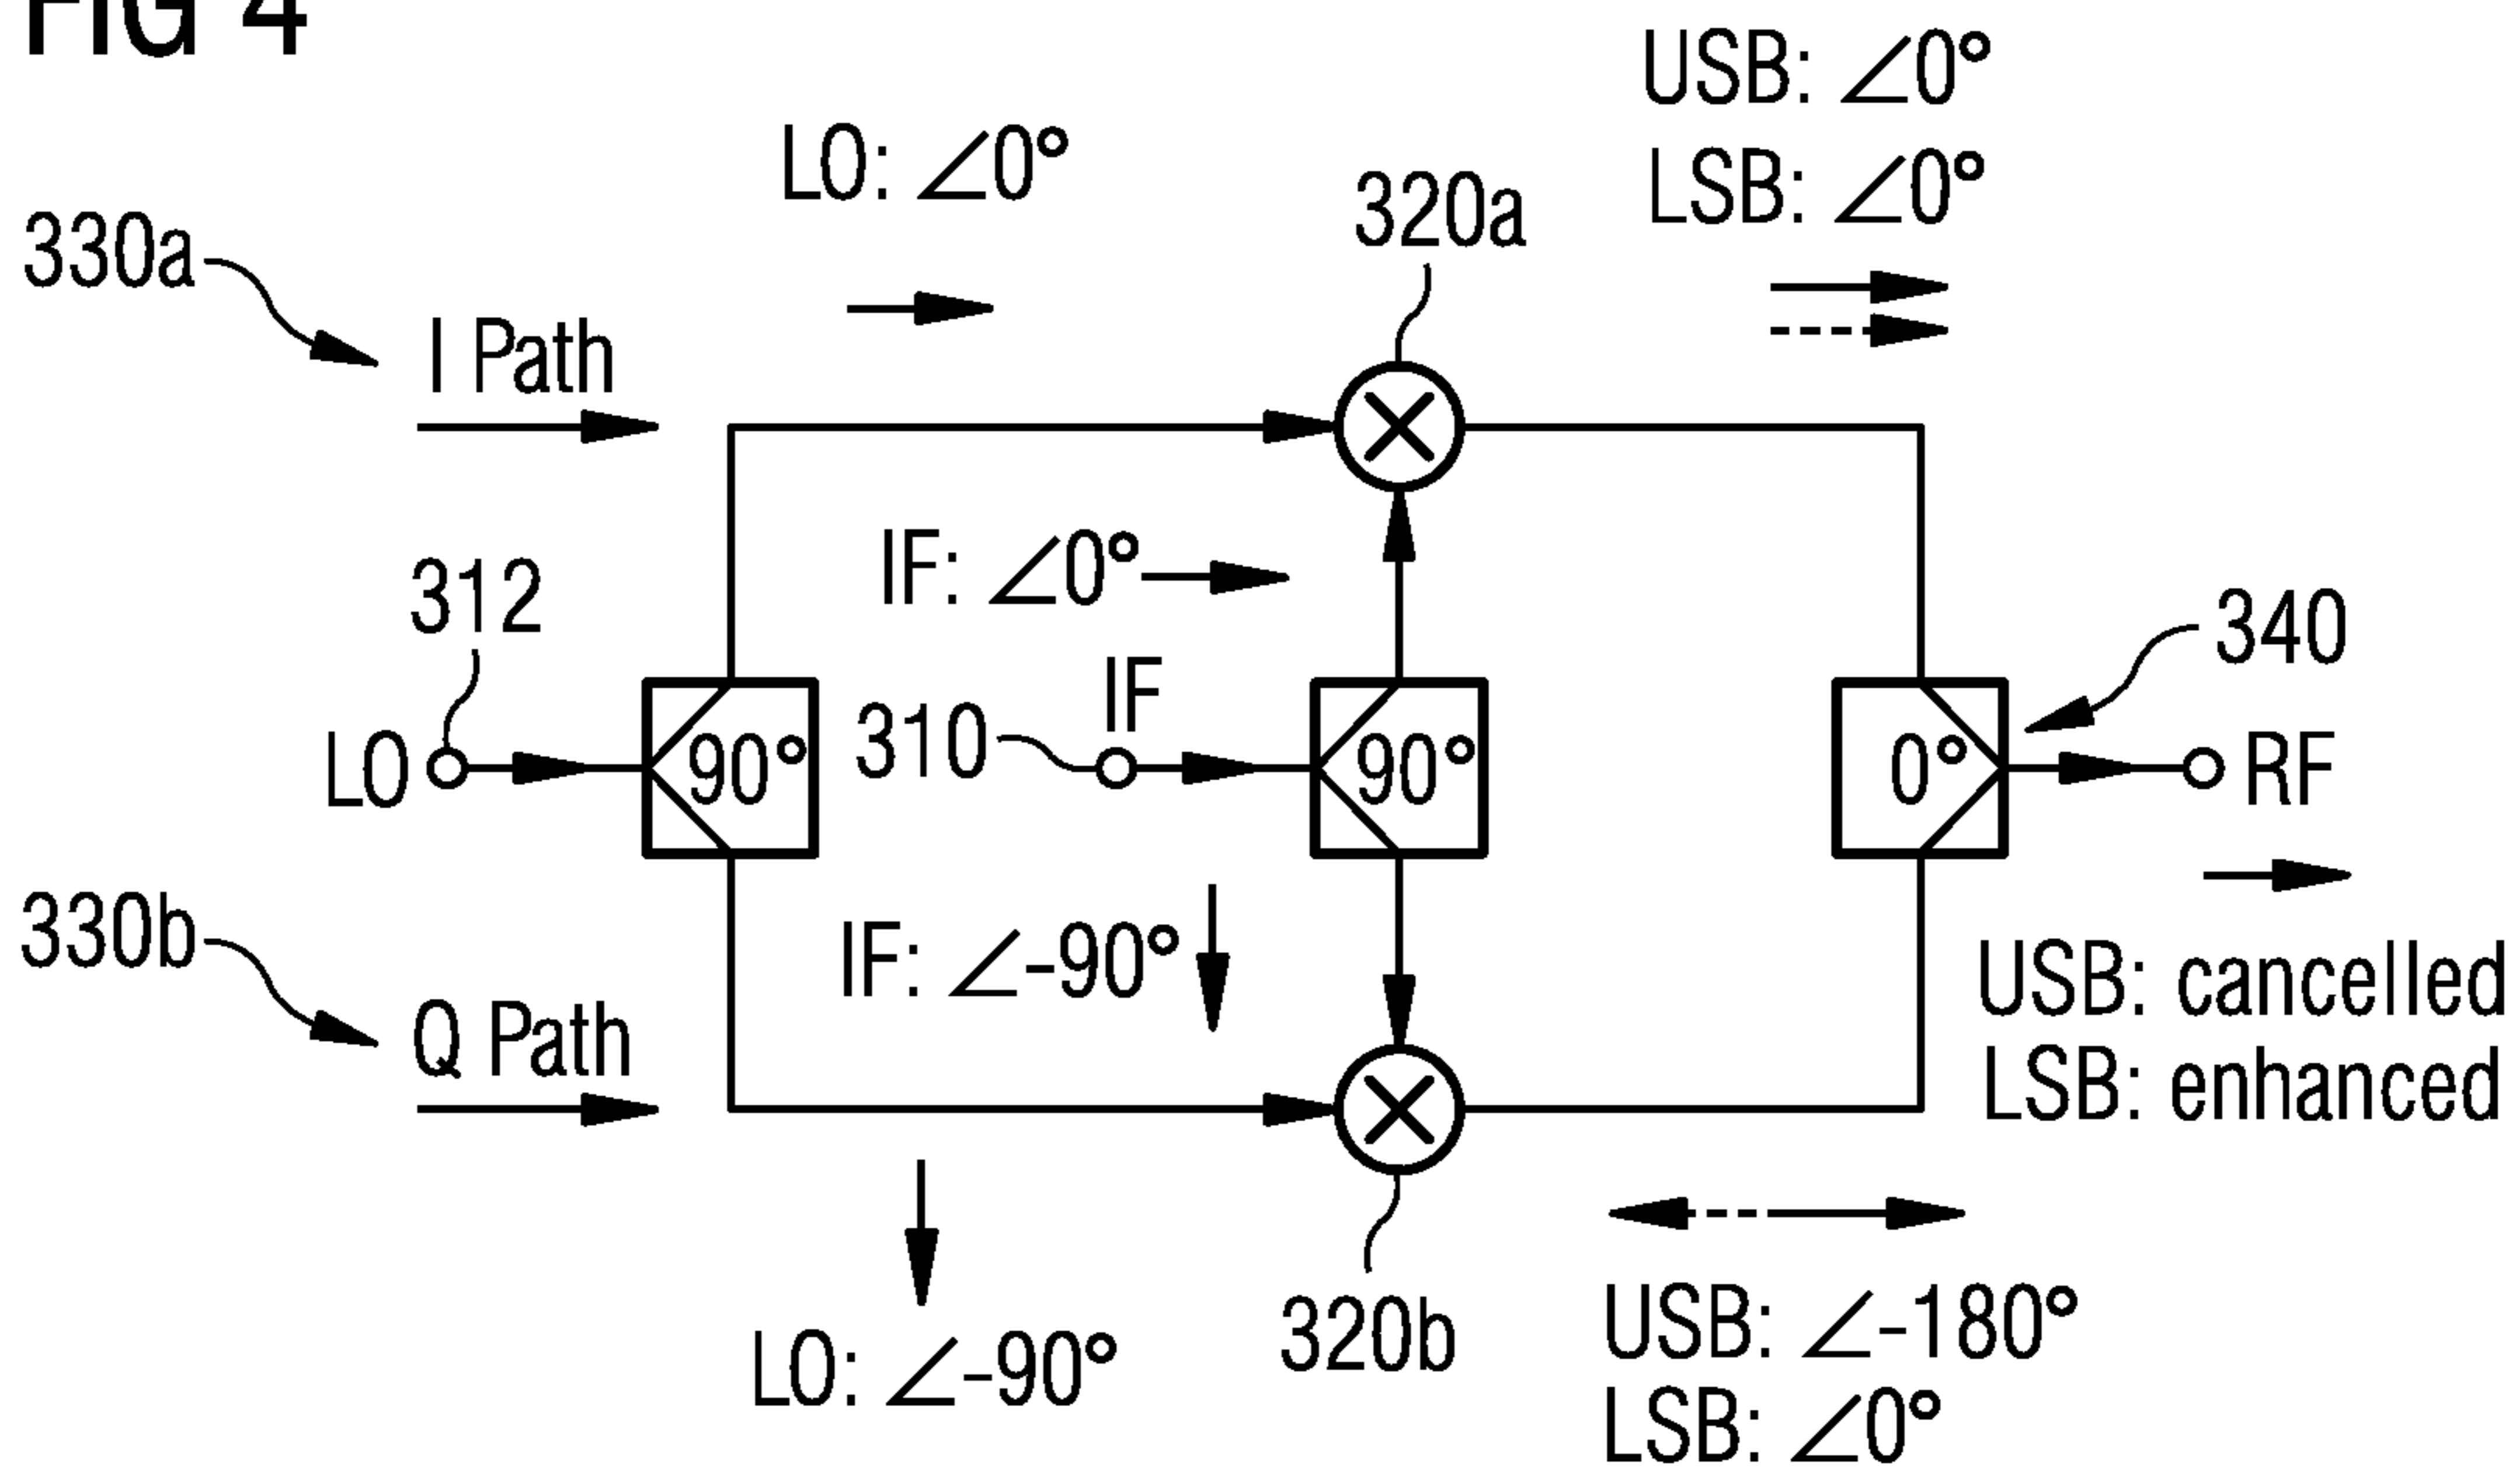 FIG 4
USB: ∠0°
LSB: ∠0°
LO: ∠0°
320a
330a
I Path
IF: ∠0°
312
340
IF
310
LO
90°
90°
0°
RF
330b
IF: ∠-90°
Q Path
USB: cancelled
LSB: enhanced
320b
LO: ∠-90°
USB: ∠-180°
LSB: ∠0°